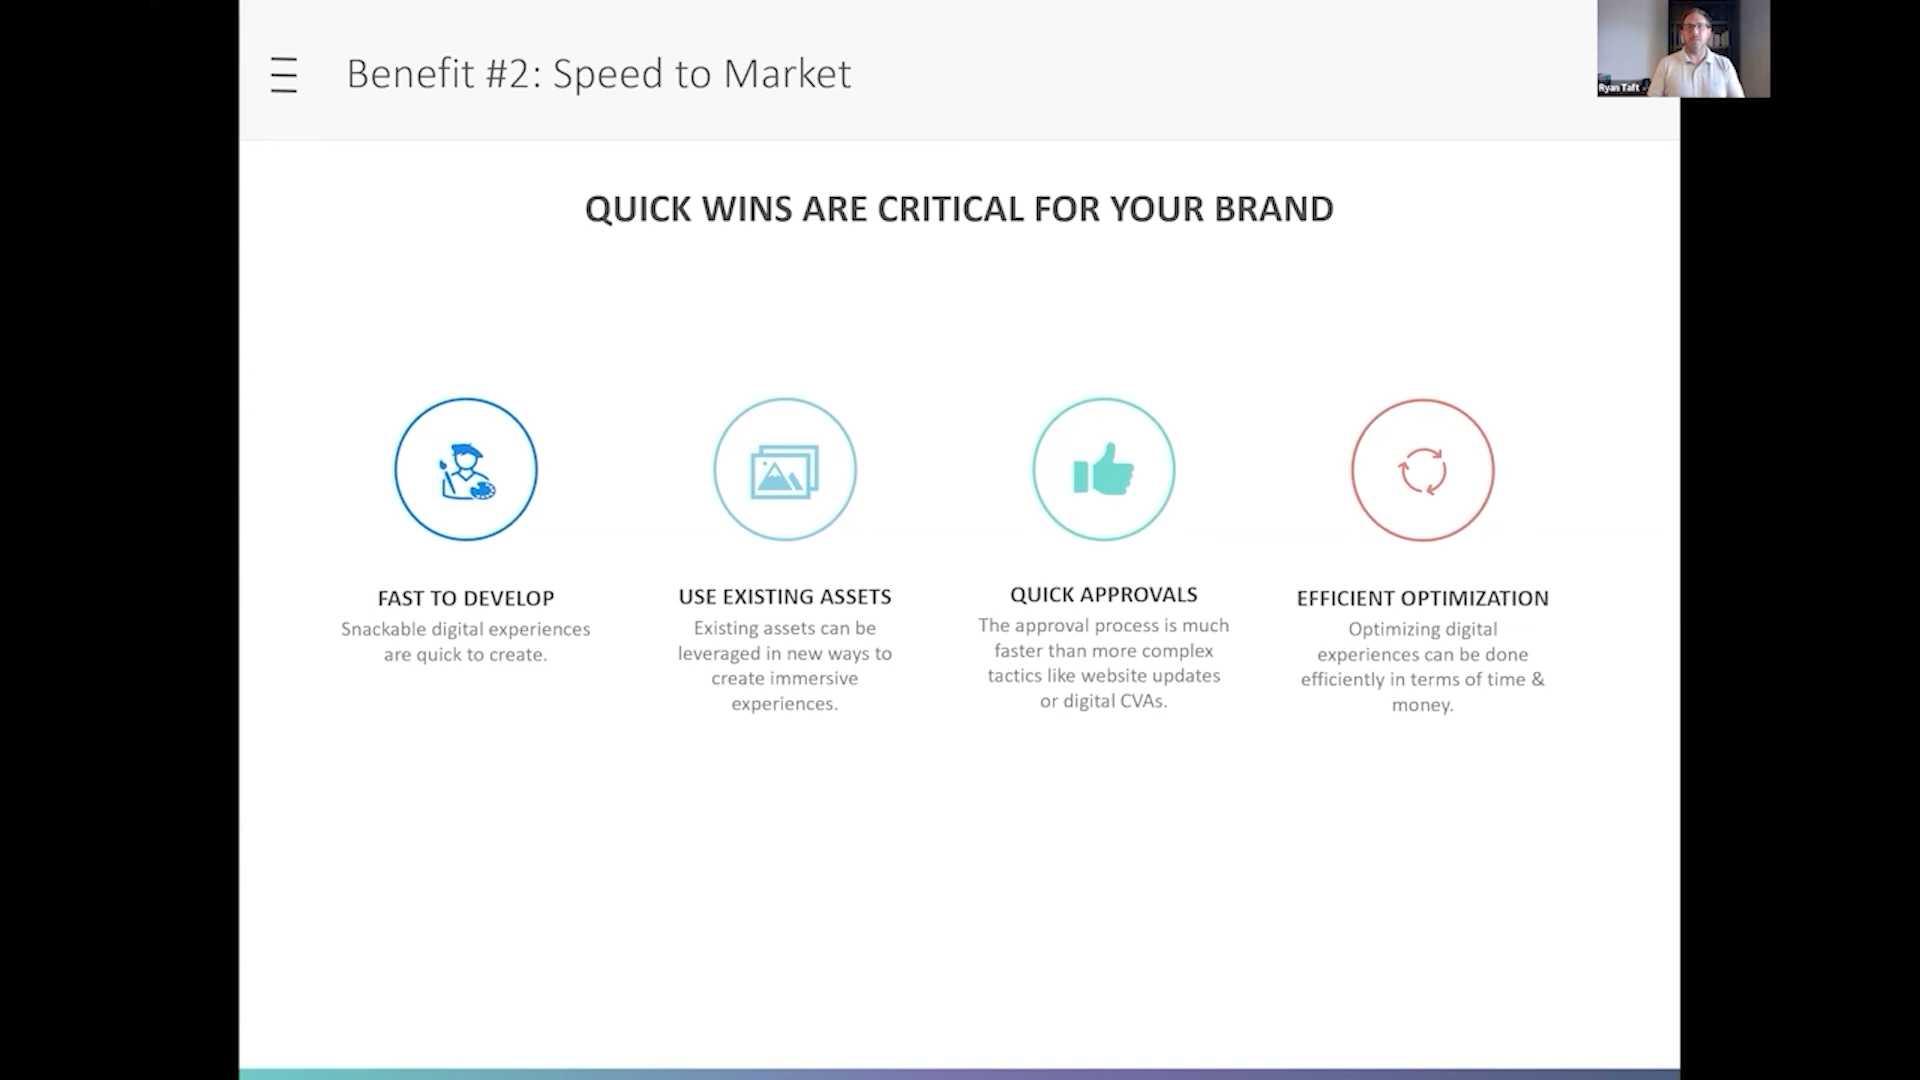 Benefit #2: Speed to Market
Ryan Taft
QUICK WINS ARE CRITICAL FOR YOUR BRAND
FAST TO DEVELOP
Snackable digital experiences
are quick to create.
USE EXISTING ASSETS
Existing assets can be
leveraged in new ways to
create immersive
experiences.
QUICK APPROVALS
The approval process is much
faster than more complex
tactics like website updates
or digital CVAs.
EFFICIENT OPTIMIZATION
Optimizing digital
experiences can be done
efficiently in terms of time &
money.